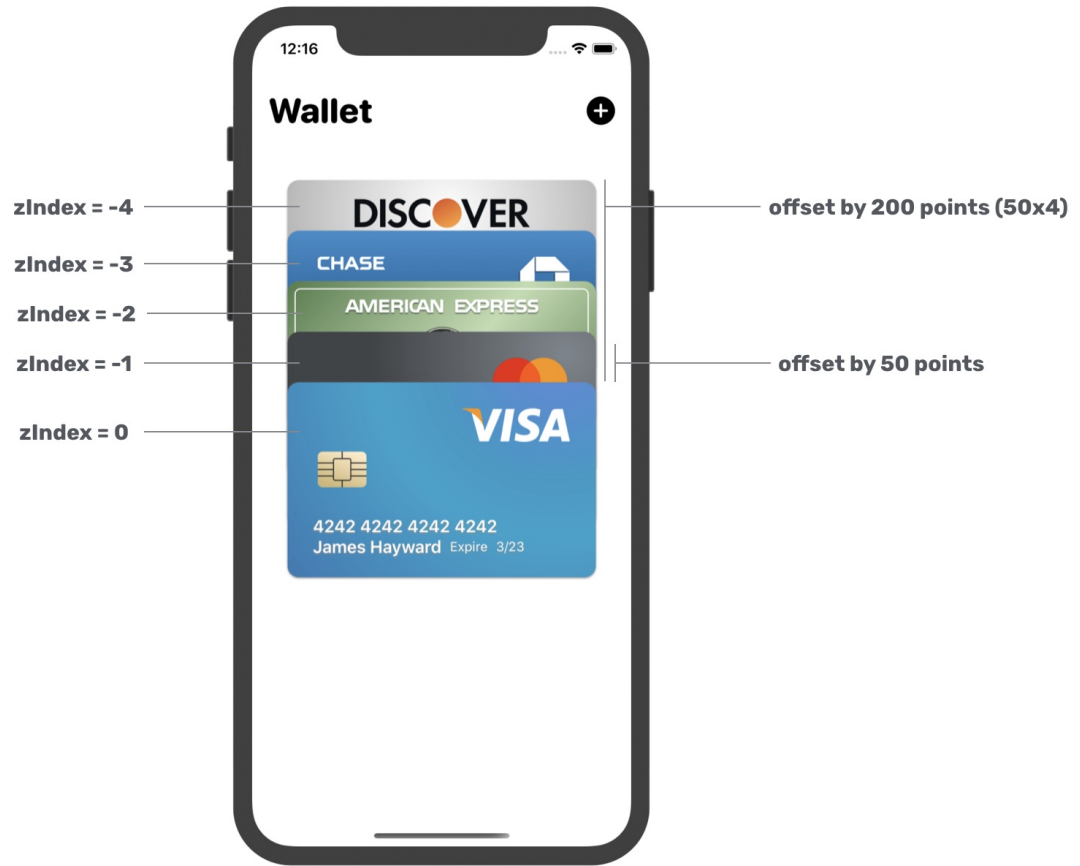 12:16
Wallet
zIndex = -4
DISCOVER
offset by 200 points (50x4)
zIndex = -3
CHASE
zIndex = -2
AMERICAN EXPRESS
zIndex = -1
offset by 50 points
zIndex = 0
VISA
4242 4242 4242 4242
James Hayward Expire 3/23